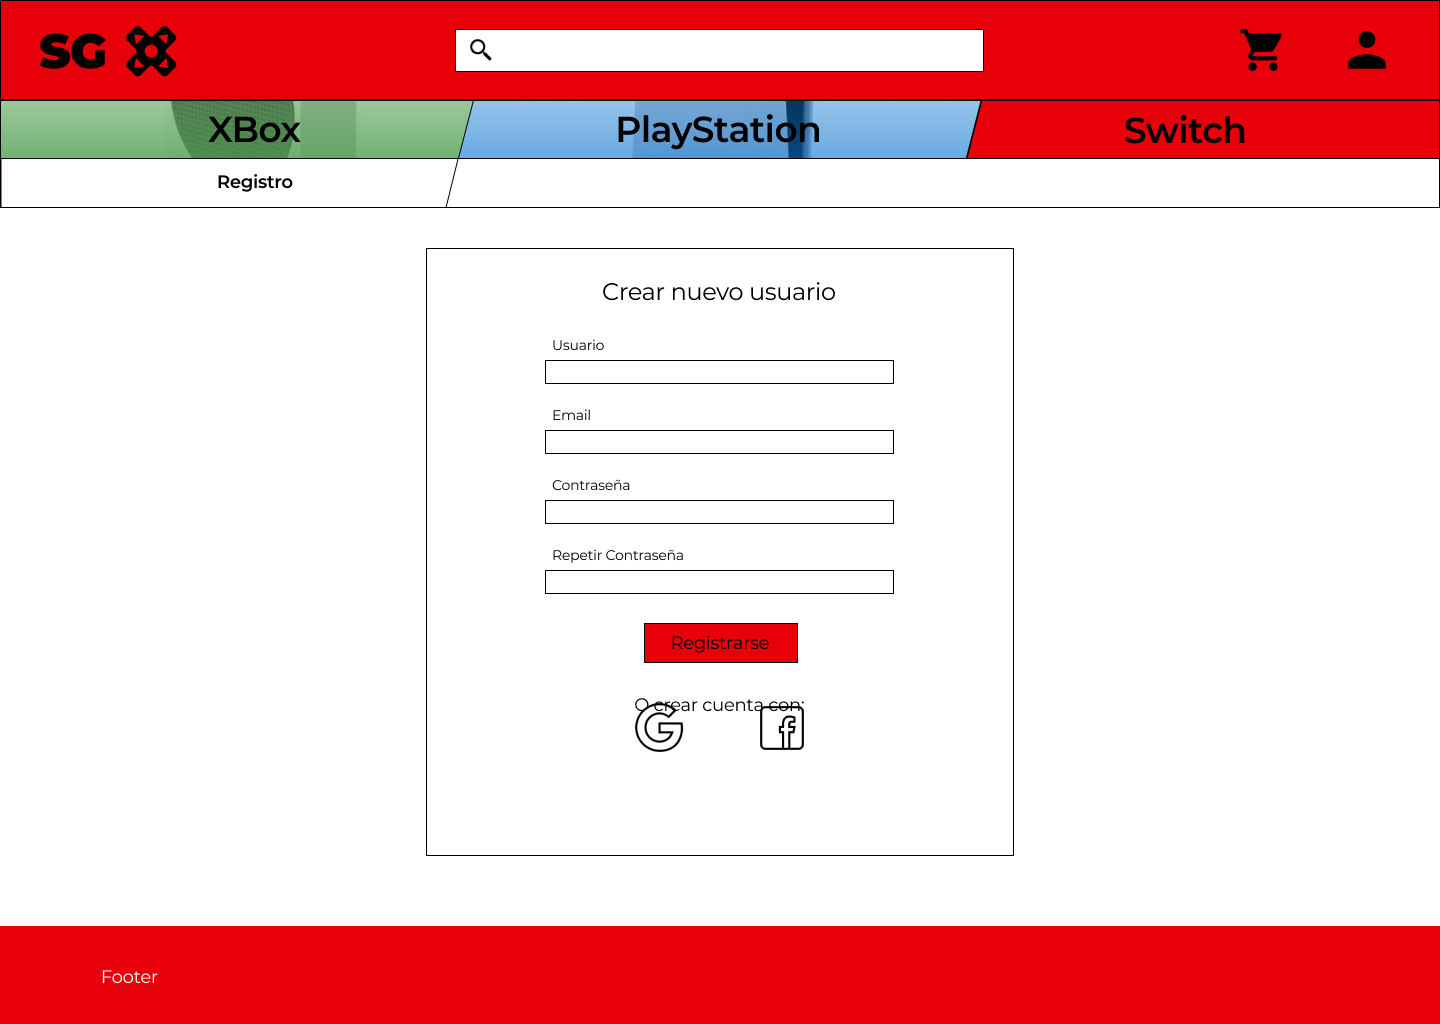 SG
XBox
PlayStation
Switch
Registro
Crear nuevo usuario
Usuario
Email
Contraseña
Repetir Contraseña
Registrarse
O crear cuenta con:
Footer